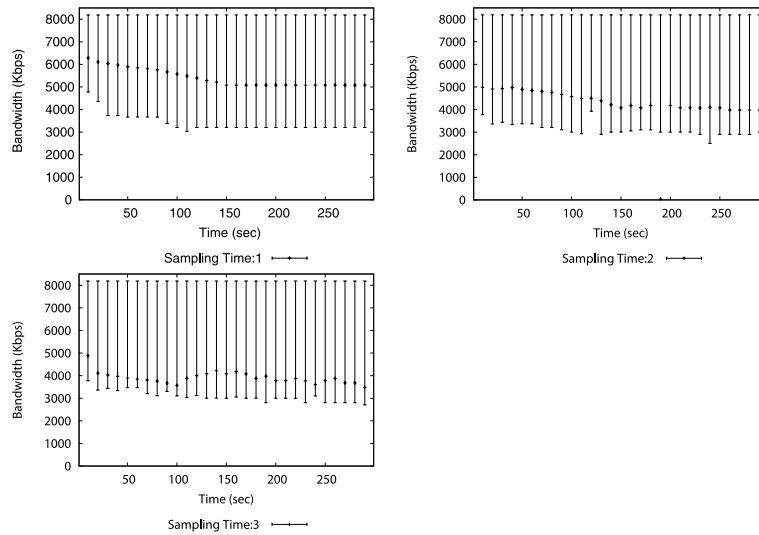 8000
7000
6000
5000
4000
3000
2000
1000
0
Bandwidth (Kbps)
50 100 150 200 250
Time (sec)
Sampling Time:1
8000
7000
6000
5000
4000
3000
2000
1000
0
Bandwidth (Kbps)
50 100 150 200 250
Time (sec)
Sampling Time:2
8000
7000
6000
5000
4000
3000
2000
1000
0
Bandwidth (Kbps)
50 100 150 200 250
Time (sec)
Sampling Time:3